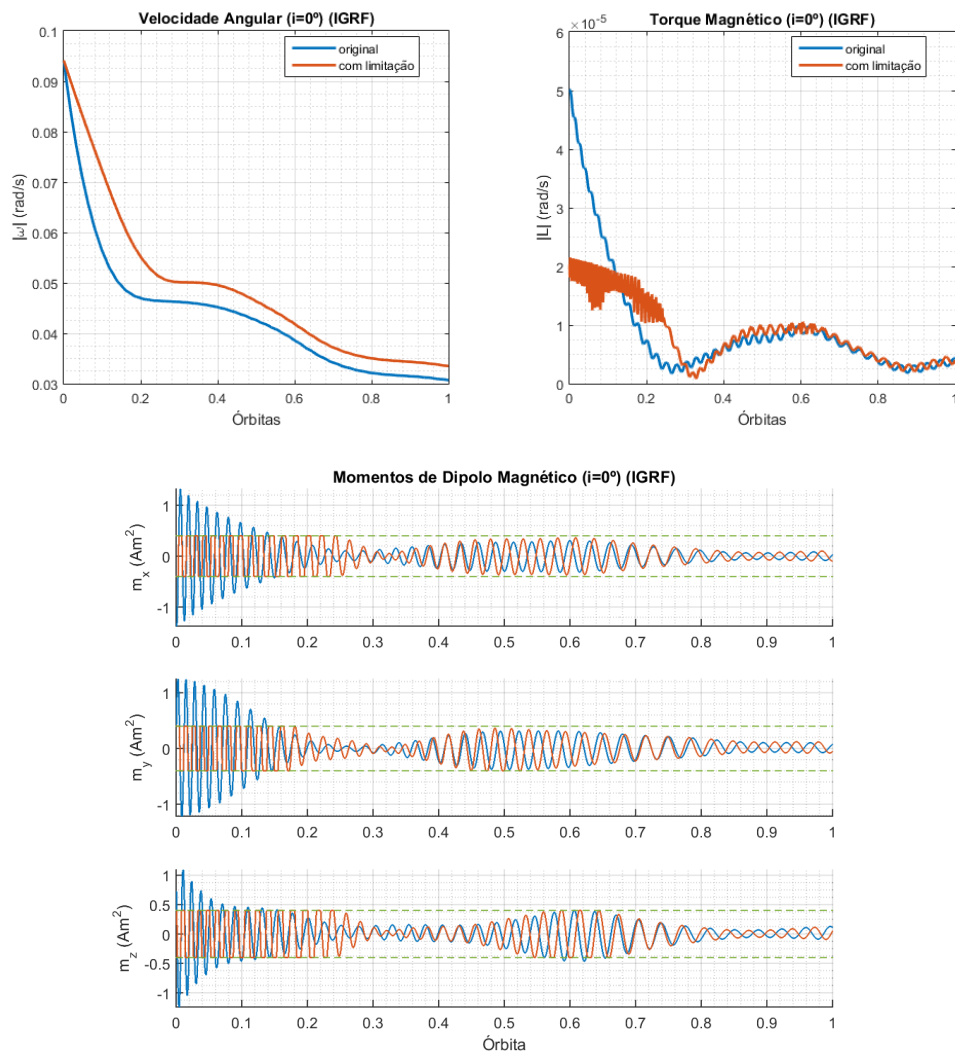 Velocidade Angular (i=0º) (IGRF)
0.1
0.09
0.08
0.07
0.06
0.05
0.04
0.03
|ω| (rad/s)
original
com limitação
0 0.2 0.4 0.6 0.8 1
Órbitas
Torque Magnético (i=0º) (IGRF)
×10⁻⁵
6
5
4
3
2
1
0
|L| (rad/s)
original
com limitação
0 0.2 0.4 0.6 0.8 1
Órbitas
Momentos de Dipolo Magnético (i=0º) (IGRF)
m_x (Am²)
1
0
-1
0 0.1 0.2 0.3 0.4 0.5 0.6 0.7 0.8 0.9 1
m_y (Am²)
1
0
-1
0 0.1 0.2 0.3 0.4 0.5 0.6 0.7 0.8 0.9 1
m_z (Am²)
1
0.5
0
-0.5
-1
0 0.1 0.2 0.3 0.4 0.5 0.6 0.7 0.8 0.9 1
Órbita